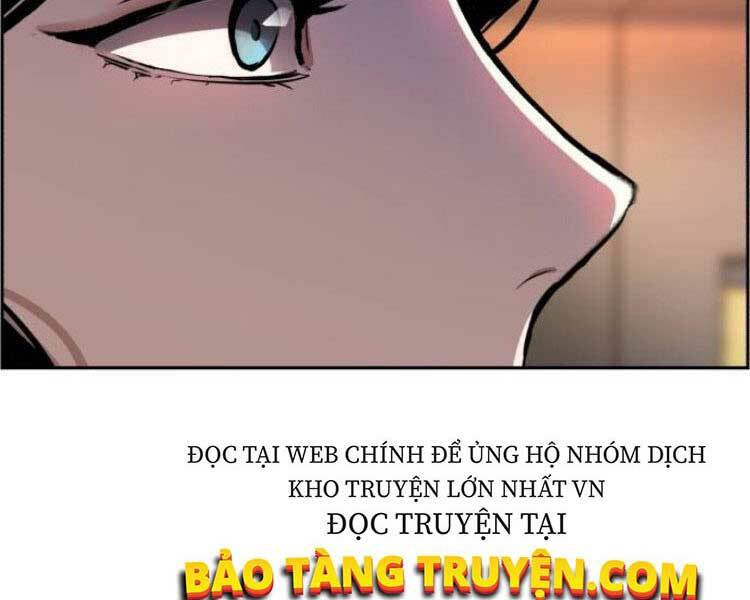 ĐỌC TẠI WEB CHÍNH ĐỂ ỦNG HỘ NHÓM DỊCH
KHO TRUYỆN LỚN NHẤT VN
ĐỌC TRUYỆN TẠI
BẢO TÀNG TRUYỆN.COM